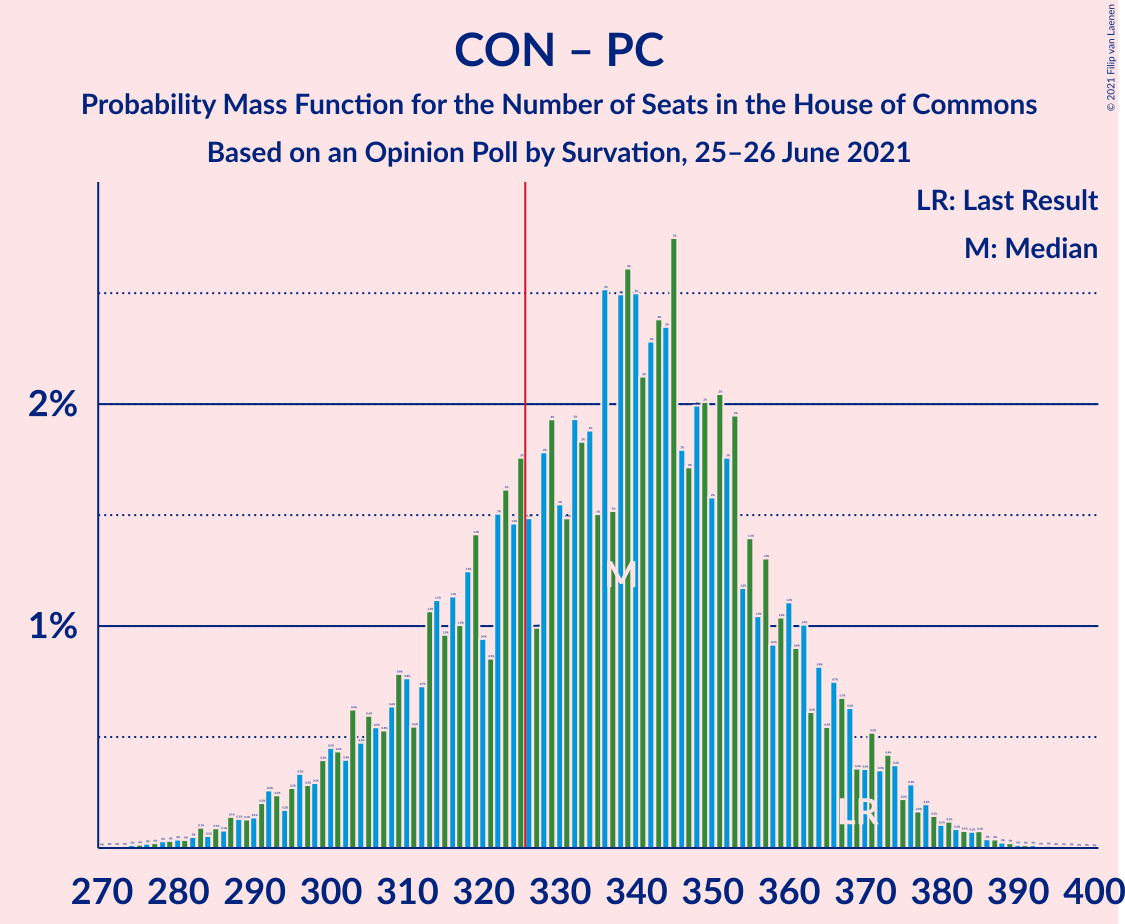 CON – PC
Probability Mass Function for the Number of Seats in the House of Commons
Based on an Opinion Poll by Survation, 25–26 June 2021
© 2021 Filip van Laenen
LR: Last Result
M: Median
2%
1%
M
LR
270 280 290 300 310 320 330 340 350 360 370 380 390 400